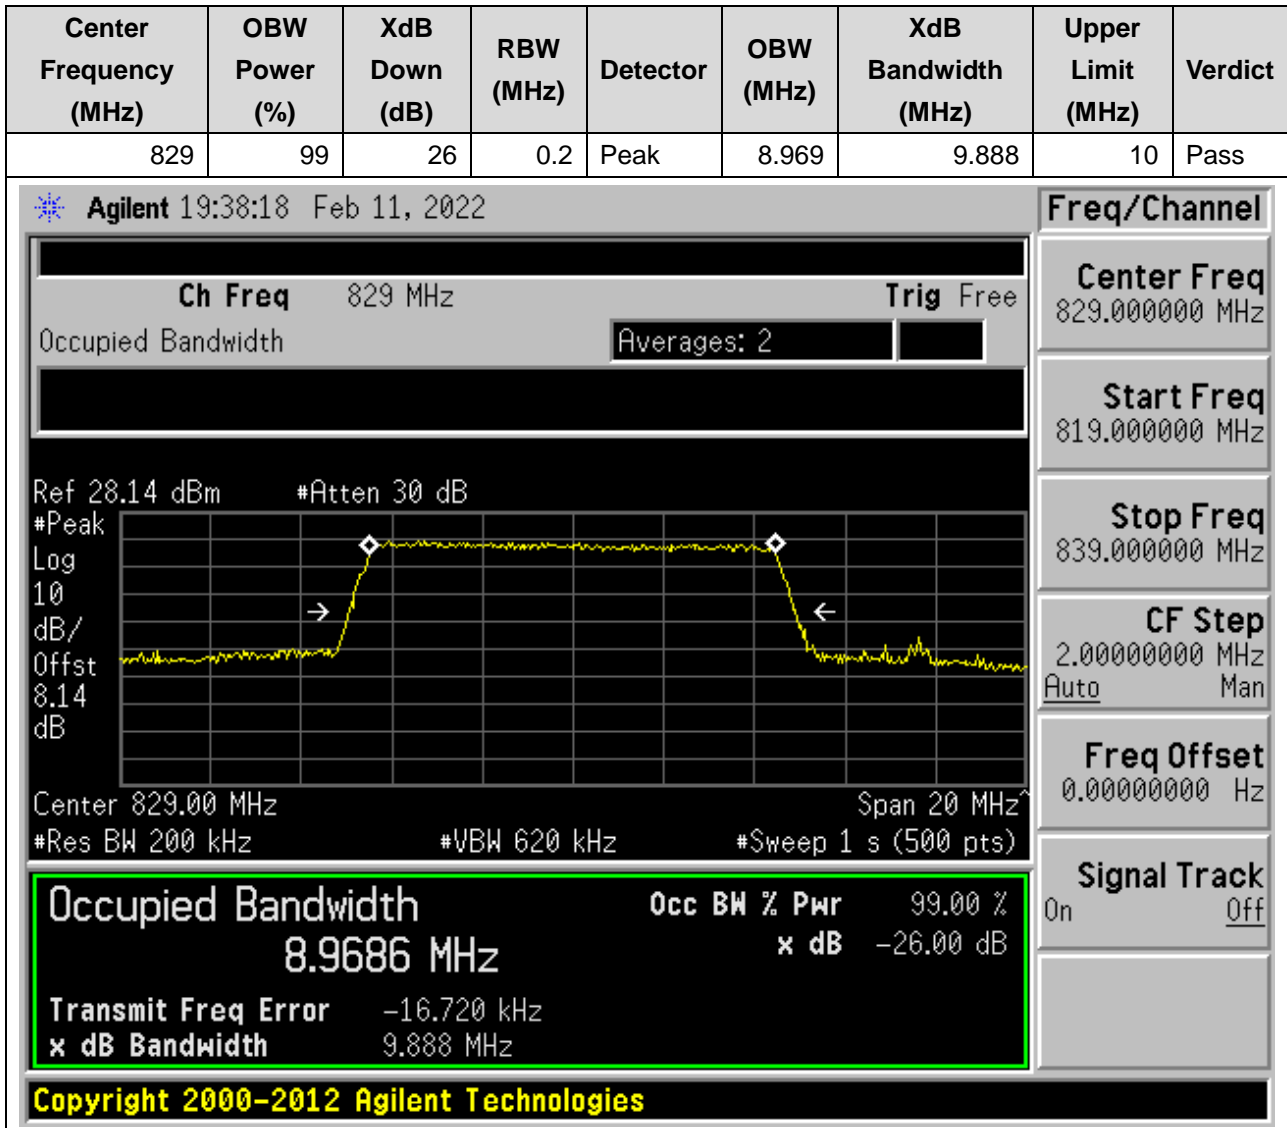 Center Frequency (MHz) OBW Power (%) XdB Down (dB) RBW (MHz) Detector OBW (MHz) XdB Bandwidth (MHz) Upper Limit (MHz) Verdict
829 99 26 0.2 Peak 8.969 9.888 10 Pass
Agilent 19:38:18 Feb 11, 2022
Ch Freq 829 MHz Trig Free
Occupied Bandwidth Averages: 2
Ref 28.14 dBm #Atten 30 dB
#Peak
Log
10
dB/
Offst
8.14
dB
Center 829.00 MHz Span 20 MHz^
#Res BW 200 kHz #VBW 620 kHz #Sweep 1 s (500 pts)
Occupied Bandwidth Occ BW % Pwr 99.00 %
8.9686 MHz x dB -26.00 dB
Transmit Freq Error -16.720 kHz
x dB Bandwidth 9.888 MHz
Copyright 2000-2012 Agilent Technologies
Freq/Channel
Center Freq
829.000000 MHz
Start Freq
819.000000 MHz
Stop Freq
839.000000 MHz
CF Step
2.00000000 MHz
Auto Man
Freq Offset
0.00000000 Hz
Signal Track
On Off